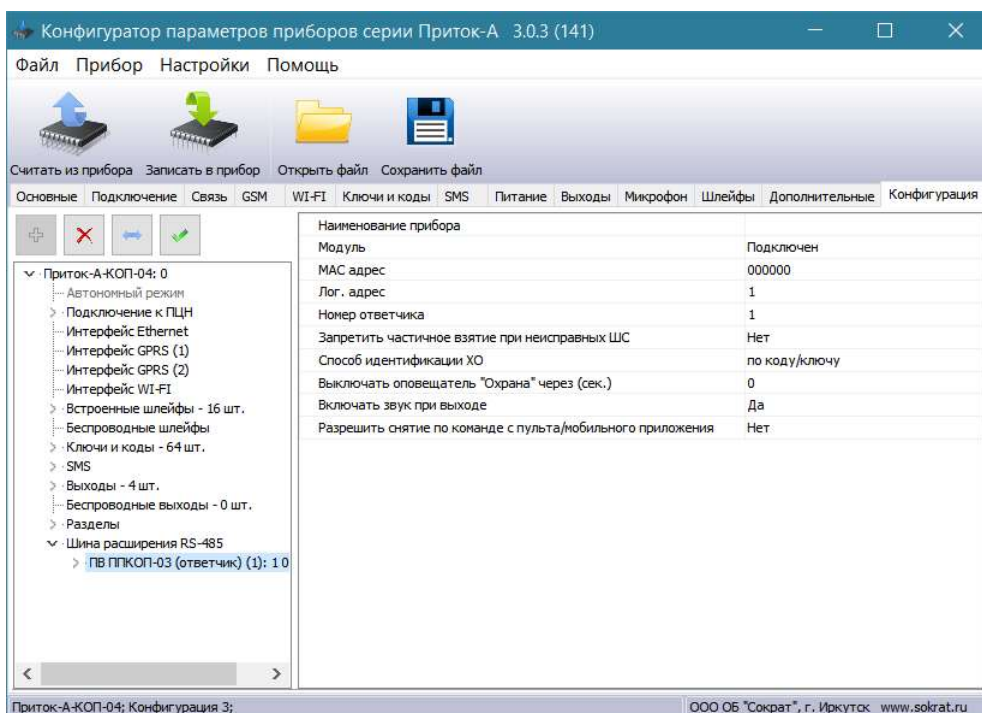 Конфигуратор параметров приборов серии Приток-А 3.0.3 (141)
Файл Прибор Настройки Помощь
Считать из прибора Записать в прибор Открыть файл Сохранить файл
Основные Подключение Связь GSM WI-FI Ключи и коды SMS Питание Выходы Микрофон Шлейфы Дополнительные Конфигурация
Приток-А-КОП-04: 0
Автономный режим
Подключение к ПЦН
Интерфейс Ethernet
Интерфейс GPRS (1)
Интерфейс GPRS (2)
Интерфейс WI-FI
Встроенные шлейфы - 16 шт.
Беспроводные шлейфы
Ключи и коды - 64 шт.
SMS
Выходы - 4 шт.
Беспроводные выходы - 0 шт.
Разделы
Шина расширения RS-485
ПВ ППКОП-03 (ответчик) (1): 1 0
Наименование прибора
Модуль Подключен
MAC адрес 000000
Лог. адрес 1
Номер ответчика 1
Запретить частичное взятие при неисправных ШС Нет
Способ идентификации ХО по коду/ключу
Выключать оповещатель "Охрана" через (сек.) 0
Включать звук при выходе Да
Разрешить снятие по команде с пульта/мобильного приложения Нет
Приток-А-КОП-04; Конфигурация 3; ООО ОБ "Сократ", г. Иркутск www.sokrat.ru